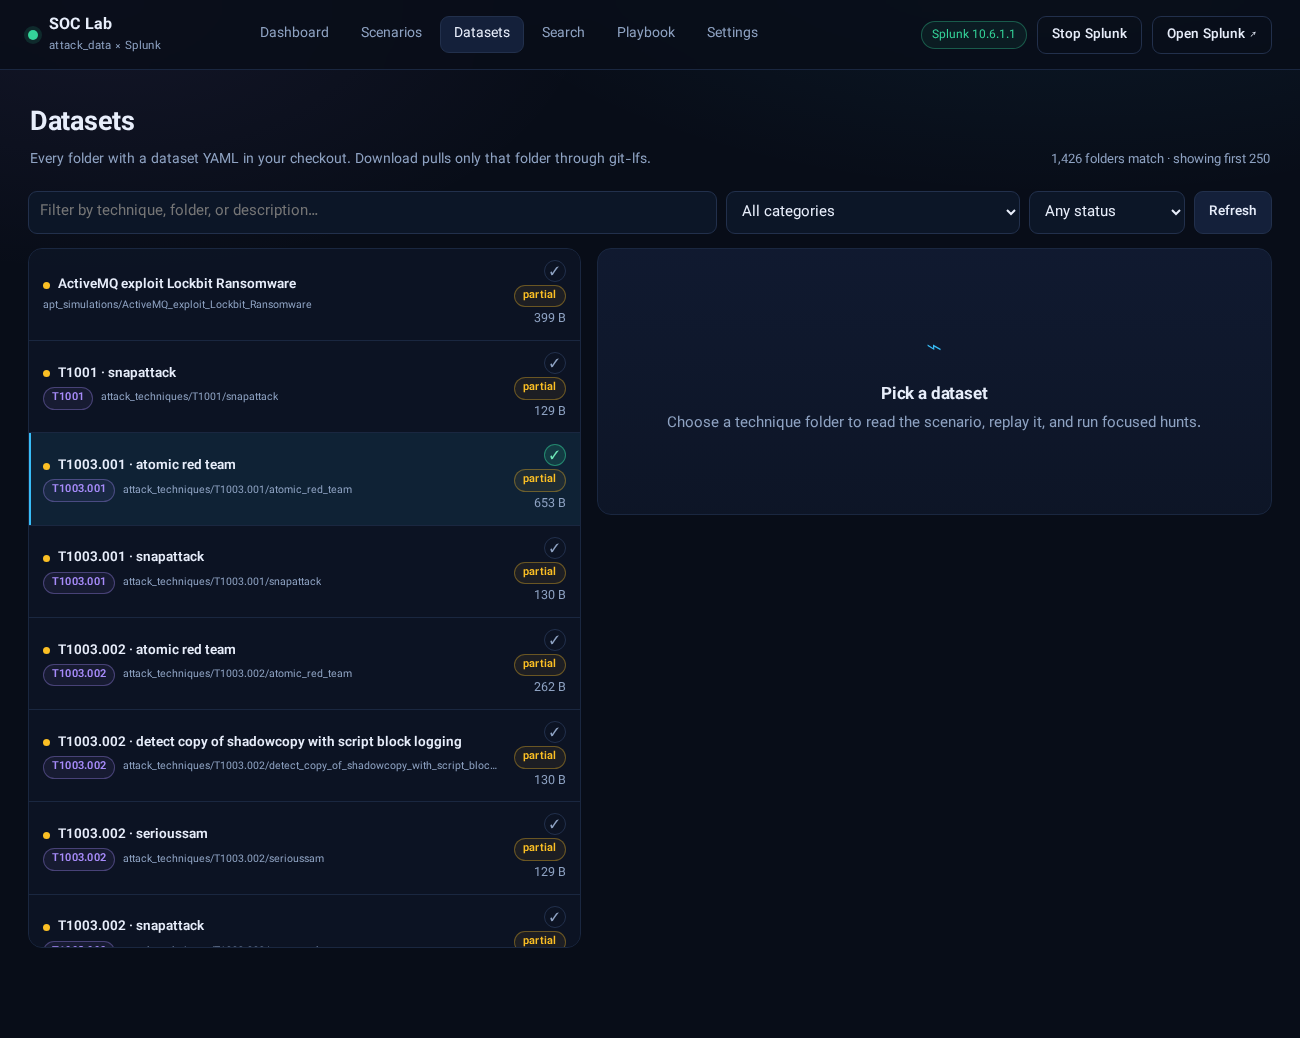 SOC Lab
attack_data × Splunk
Dashboard
Scenarios
Datasets
Search
Playbook
Settings
Splunk 10.6.1.1
Stop Splunk
Open Splunk ↗
Datasets
Every folder with a dataset YAML in your checkout. Download pulls only that folder through git-lfs.
1,426 folders match · showing first 250
Filter by technique, folder, or description…
All categories
Any status
Refresh
ActiveMQ exploit Lockbit Ransomware
apt_simulations/ActiveMQ_exploit_Lockbit_Ransomware
✓
partial
399 B
T1001 · snapattack
T1001 attack_techniques/T1001/snapattack
✓
partial
129 B
T1003.001 · atomic red team
T1003.001 attack_techniques/T1003.001/atomic_red_team
✓
partial
653 B
T1003.001 · snapattack
T1003.001 attack_techniques/T1003.001/snapattack
✓
partial
130 B
T1003.002 · atomic red team
T1003.002 attack_techniques/T1003.002/atomic_red_team
✓
partial
262 B
T1003.002 · detect copy of shadowcopy with script block logging
T1003.002 attack_techniques/T1003.002/detect_copy_of_shadowcopy_with_script_bloc…
✓
partial
130 B
T1003.002 · serioussam
T1003.002 attack_techniques/T1003.002/serioussam
✓
partial
129 B
T1003.002 · snapattack
✓
partial
Pick a dataset
Choose a technique folder to read the scenario, replay it, and run focused hunts.